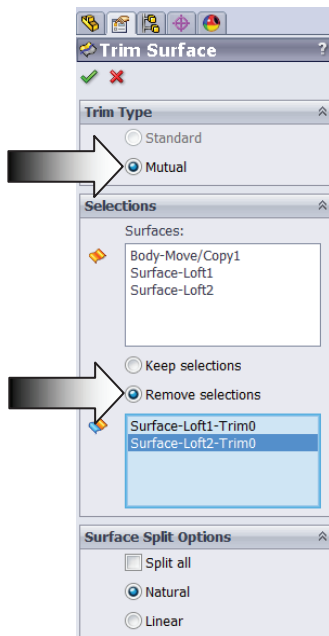 Trim Surface ?
Trim Type
Standard
Mutual
Selections
Surfaces:
Body-Move/Copy1
Surface-Loft1
Surface-Loft2
Keep selections
Remove selections
Surface-Loft1-Trim0
Surface-Loft2-Trim0
Surface Split Options
Split all
Natural
Linear